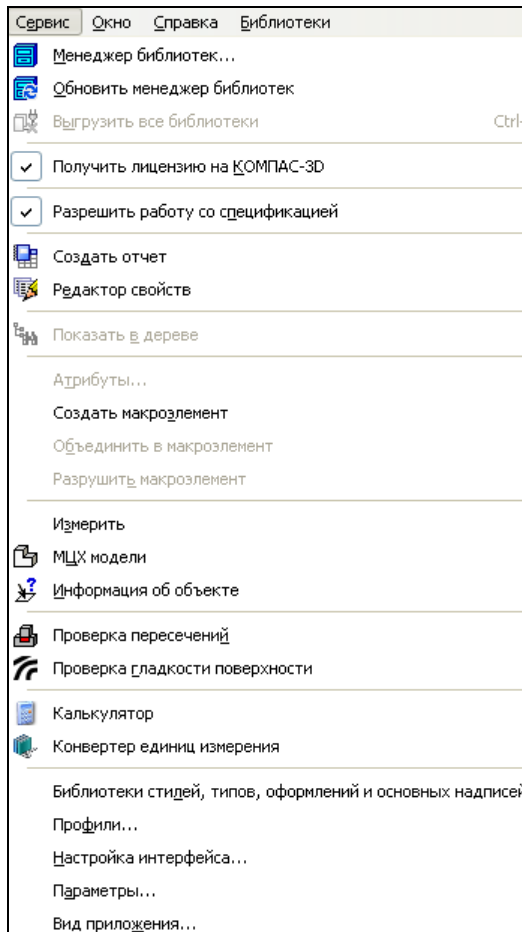 Сервис Окно Справка Библиотеки
Менеджер библиотек...
Обновить менеджер библиотек
Выгрузить все библиотеки Ctrl-
Получить лицензию на КОМПАС-3D
Разрешить работу со спецификацией
Создать отчет
Редактор свойств
Показать в дереве
Атрибуты...
Создать макроэлемент
Объединить в макроэлемент
Разрушить макроэлемент
Измерить
МЦХ модели
Информация об объекте
Проверка пересечений
Проверка гладкости поверхности
Калькулятор
Конвертер единиц измерения
Библиотеки стилей, типов, оформлений и основных надписей
Профили...
Настройка интерфейса...
Параметры...
Вид приложения...